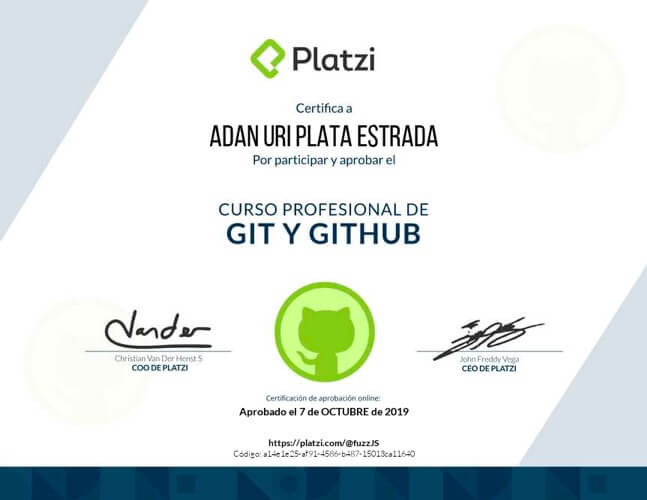 Platzi
Certifica a
ADAN URI PLATA ESTRADA
Por participar y aprobar el
CURSO PROFESIONAL DE
GIT Y GITHUB
Vander
Christian Van Der Henst S
COO DE PLATZI
John Freddy Vega
CEO DE PLATZI
Certificación de aprobación online:
Aprobado el 7 de OCTUBRE de 2019
https://platzi.com/@fuzzJS
Código: a14e1e25-af91-4586-b487-15013ca11640